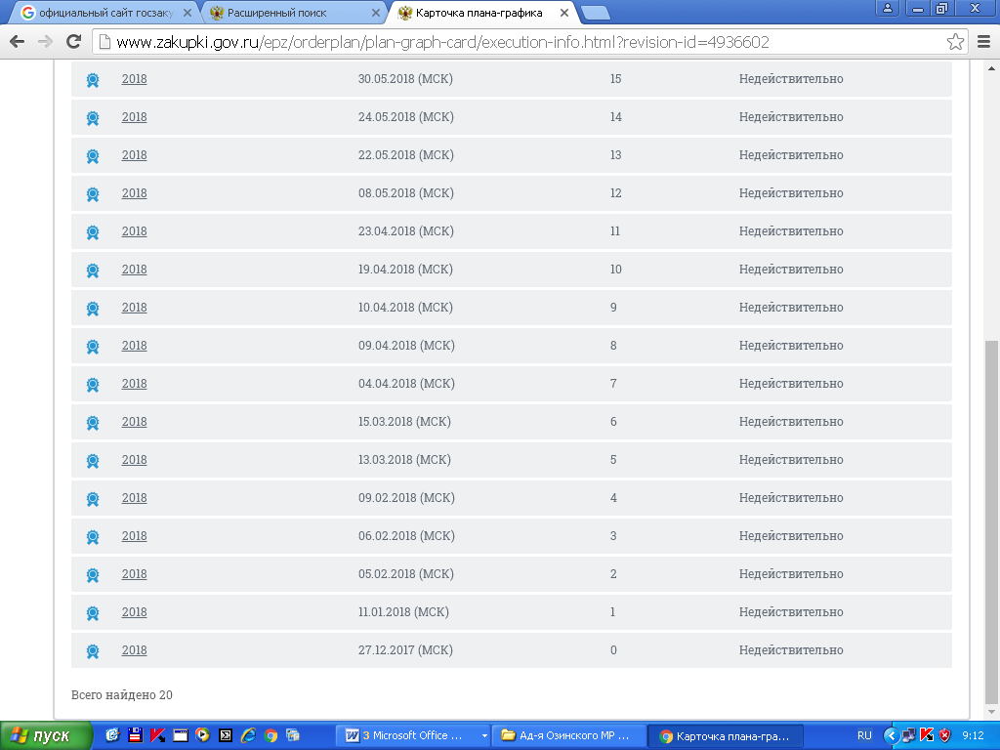 официальный сайт госзаку
Расширенный поиск
Карточка плана-графика
www.zakupki.gov.ru/epz/orderplan/plan-graph-card/execution-info.html?revision-id=4936602
2018 30.05.2018 (МСК) 15 Недействительно
2018 24.05.2018 (МСК) 14 Недействительно
2018 22.05.2018 (МСК) 13 Недействительно
2018 08.05.2018 (МСК) 12 Недействительно
2018 23.04.2018 (МСК) 11 Недействительно
2018 19.04.2018 (МСК) 10 Недействительно
2018 10.04.2018 (МСК) 9 Недействительно
2018 09.04.2018 (МСК) 8 Недействительно
2018 04.04.2018 (МСК) 7 Недействительно
2018 15.03.2018 (МСК) 6 Недействительно
2018 13.03.2018 (МСК) 5 Недействительно
2018 09.02.2018 (МСК) 4 Недействительно
2018 06.02.2018 (МСК) 3 Недействительно
2018 05.02.2018 (МСК) 2 Недействительно
2018 11.01.2018 (МСК) 1 Недействительно
2018 27.12.2017 (МСК) 0 Недействительно
Всего найдено 20
пуск 3 Microsoft Office ... Ад-я Озинского МР ... Карточка плана-гра... RU 9:12